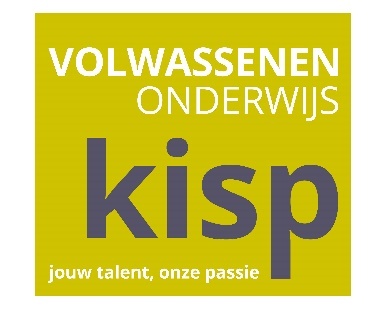 VOLWASSENEN
ONDERWIJS
kisp
jouw talent, onze passie